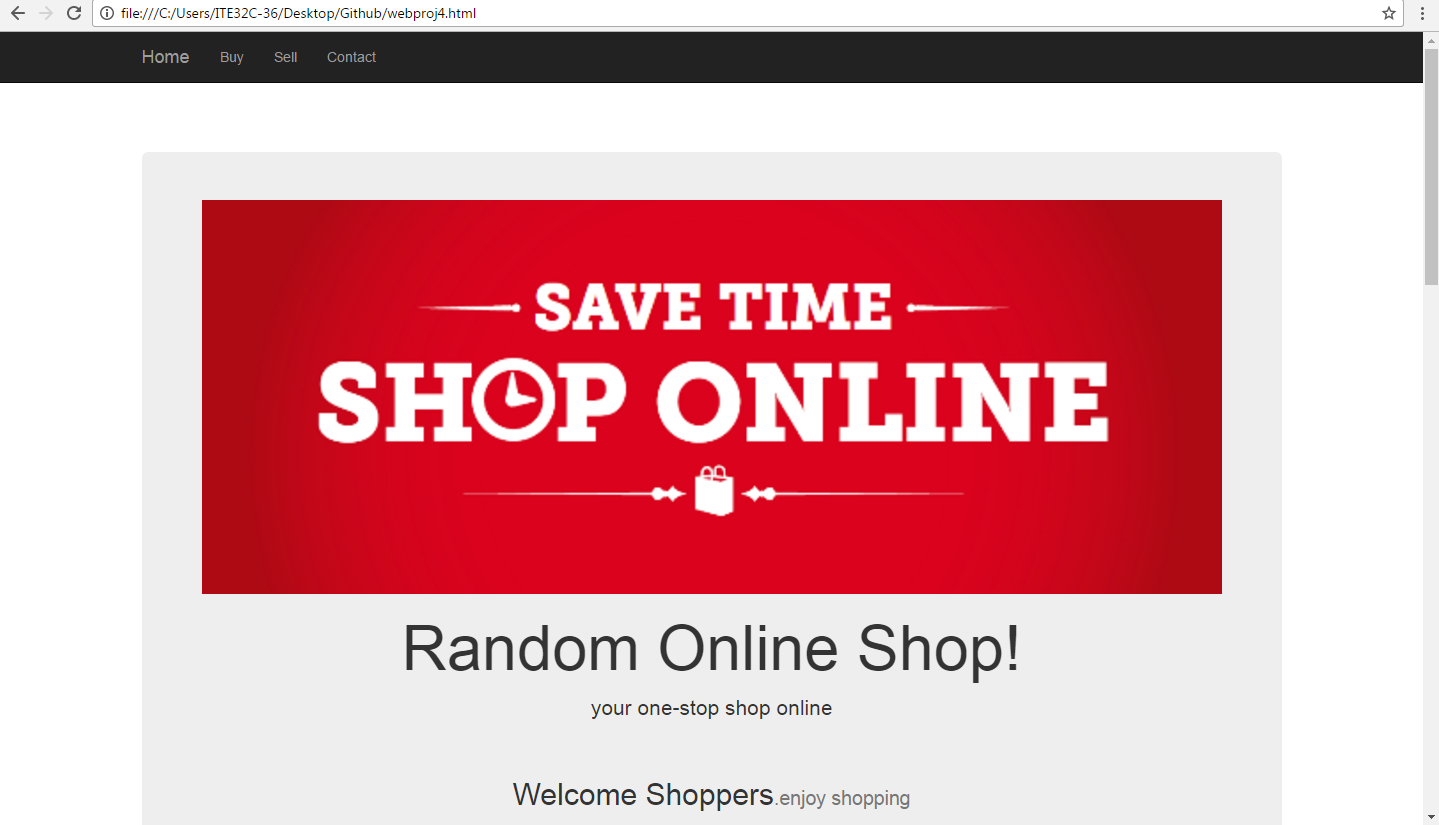 file:///C:/Users/ITE32C-36/Desktop/Github/webproj4.html
Home Buy Sell Contact
SAVE TIME
SHOP ONLINE
Random Online Shop!
your one-stop shop online
Welcome Shoppers.enjoy shopping